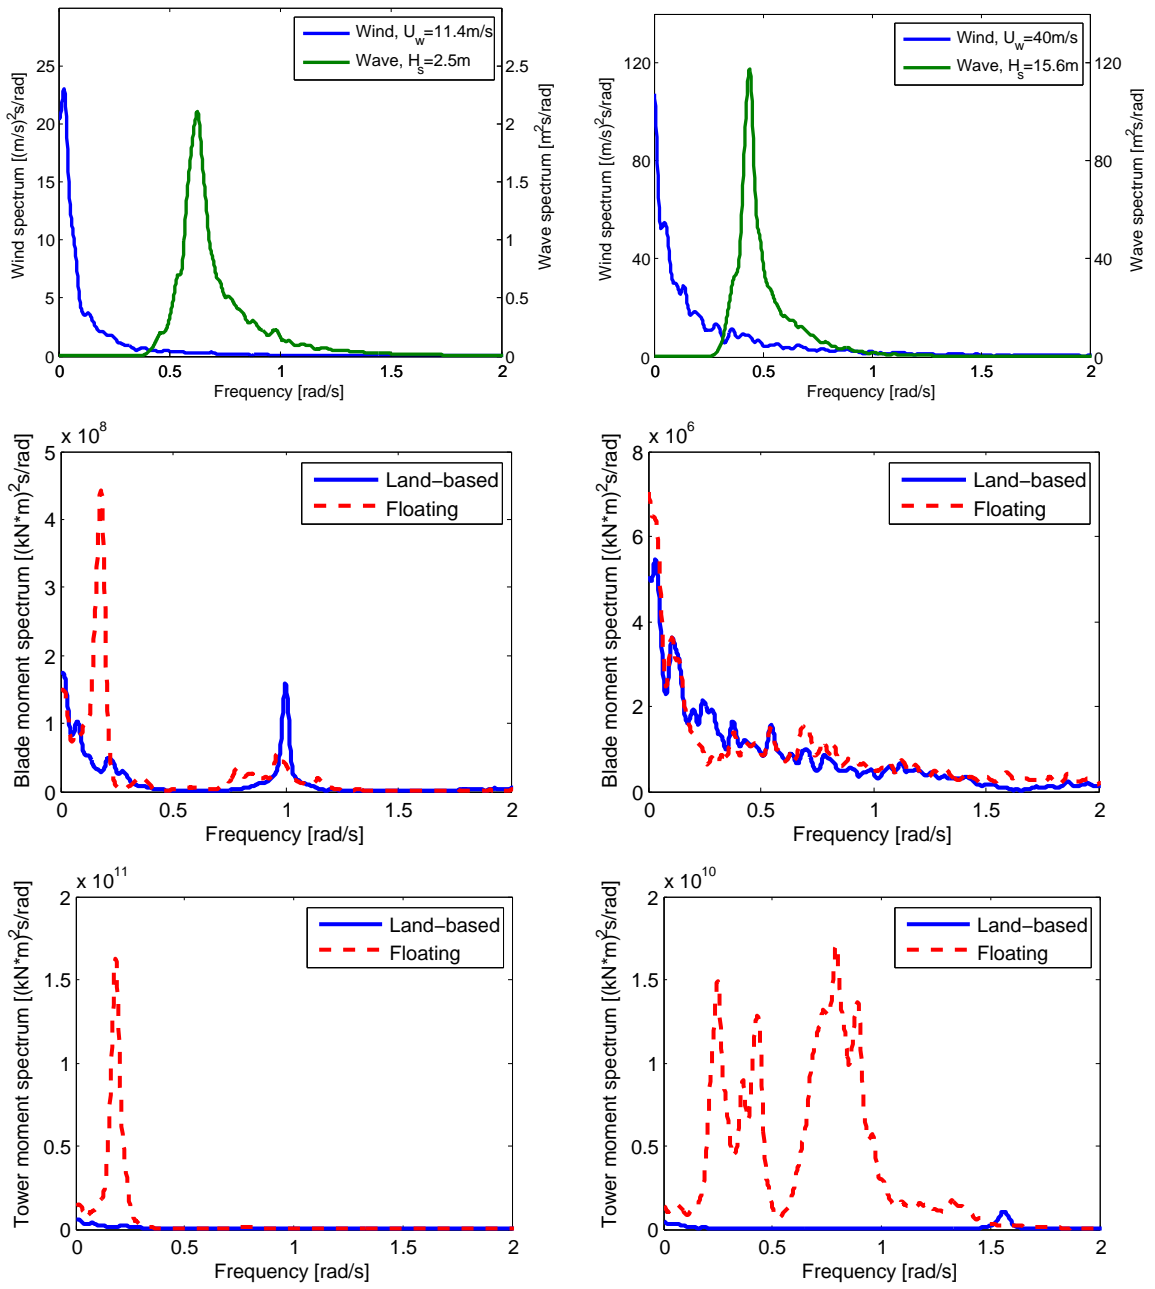 Wind, U_w=11.4m/s
Wave, H_s=2.5m
Wind spectrum [(m/s)^2s/rad]
25
20
15
10
5
0
2.5
2
1.5
1
0.5
0
Wave spectrum [m^2s/rad]
0 0.5 1 1.5 2
Frequency [rad/s]
Wind, U_w=40m/s
Wave, H_s=15.6m
Wind spectrum [(m/s)^2s/rad]
120
80
40
0
120
80
40
0
Wave spectrum [m^2s/rad]
0 0.5 1 1.5 2
Frequency [rad/s]
x 10^8
Land-based
Floating
Blade moment spectrum [(kN*m)^2s/rad]
5
4
3
2
1
0
0 0.5 1 1.5 2
Frequency [rad/s]
x 10^6
Land-based
Floating
Blade moment spectrum [(kN*m)^2s/rad]
8
6
4
2
0
0 0.5 1 1.5 2
Frequency [rad/s]
x 10^11
Land-based
Floating
Tower moment spectrum [(kN*m)^2s/rad]
2
1.5
1
0.5
0
0 0.5 1 1.5 2
Frequency [rad/s]
x 10^10
Land-based
Floating
Tower moment spectrum [(kN*m)^2s/rad]
2
1.5
1
0.5
0
0 0.5 1 1.5 2
Frequency [rad/s]